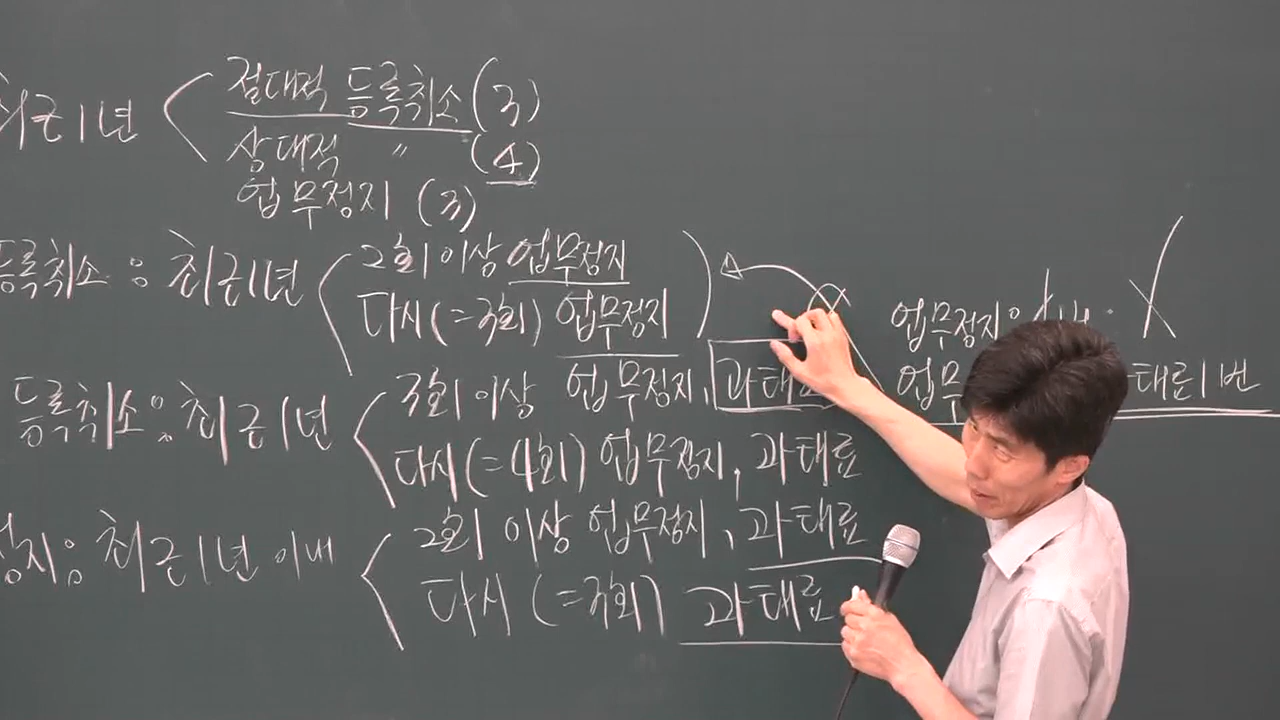 최근1년 절대적 등록취소 (3)
상대적 〃 (4)
업무정지 (3)
등록취소 : 최근1년 2회 이상 업무정지
다시(=3회) 업무정지
등록취소 : 최근1년 3회 이상 업무정지, 과태
다시(=4회) 업무정지, 과태료
정지 : 최근1년 이내 2회 이상 업무정지, 과태료
다시 (=3회) 과태료
업무정지
업무 태료1번